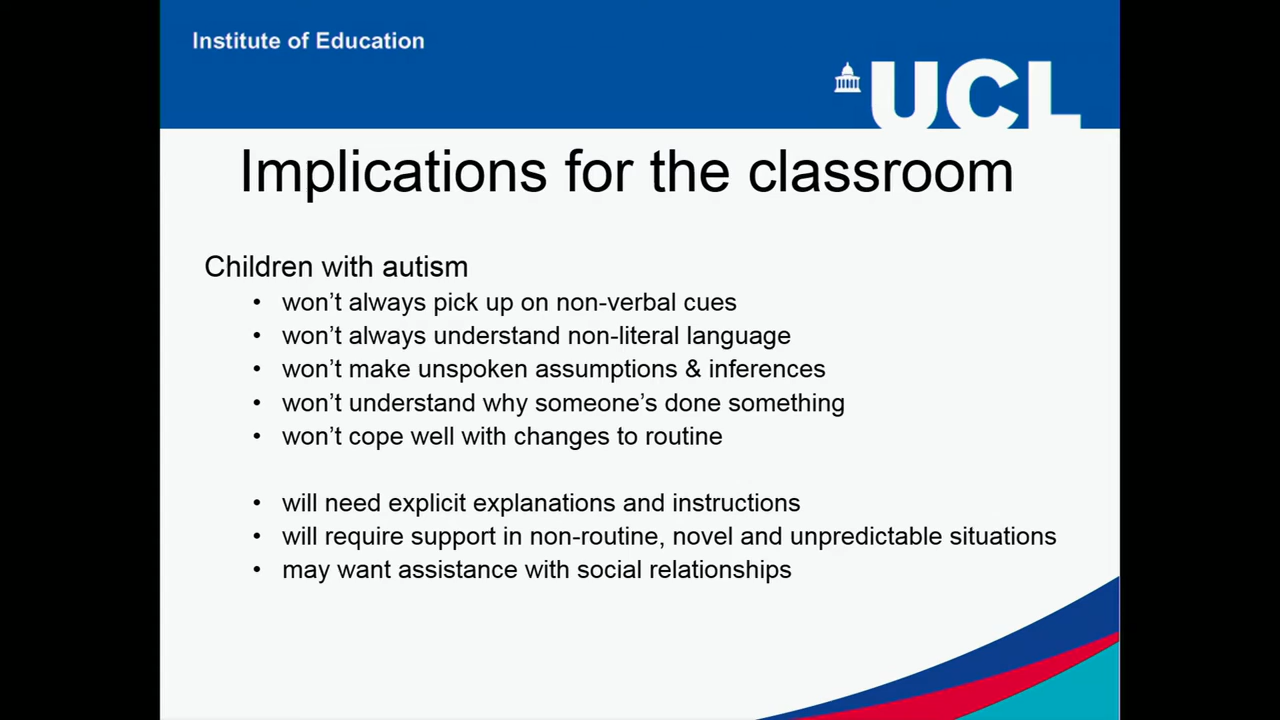 Institute of Education
UCL
Implications for the classroom
Children with autism
• won’t always pick up on non-verbal cues
• won’t always understand non-literal language
• won’t make unspoken assumptions & inferences
• won’t understand why someone’s done something
• won’t cope well with changes to routine
• will need explicit explanations and instructions
• will require support in non-routine, novel and unpredictable situations
• may want assistance with social relationships